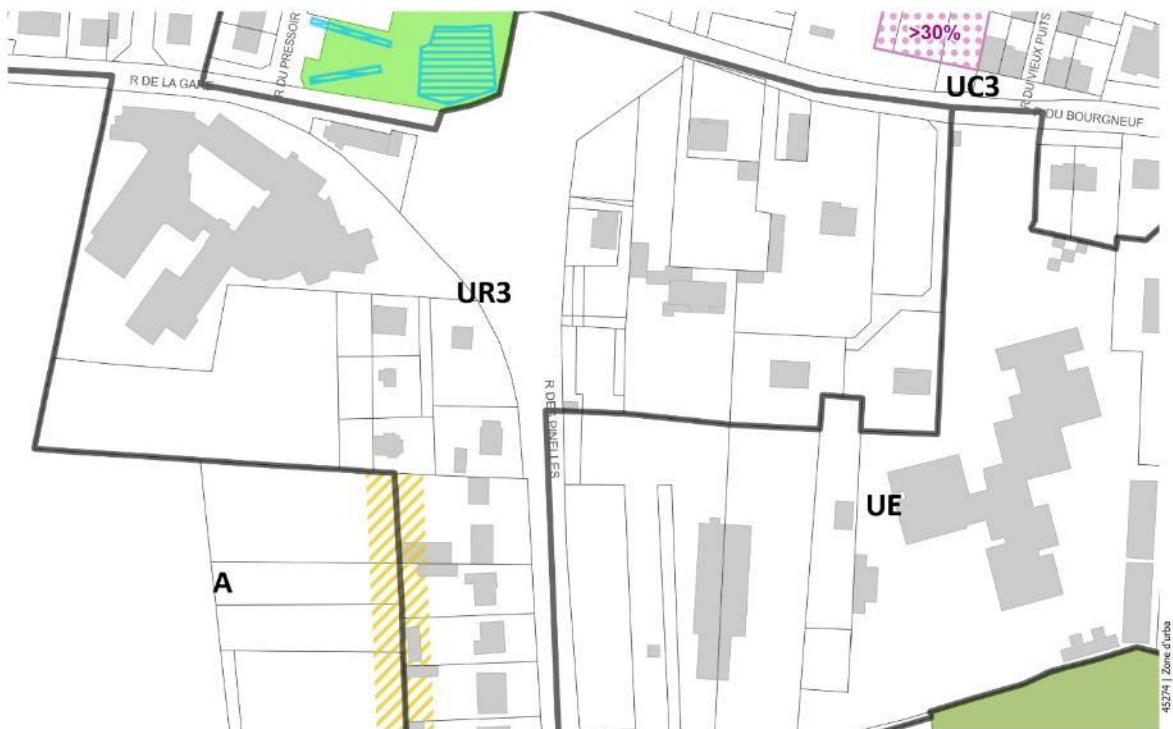 >30%
R DU VIEUX PUITS
R DU PRESSOIR
R DE LA GARE
UC3
R DU BOURGNEUF
UR3
R DES PINELLES
UE
A
45274 | Zone d'urba